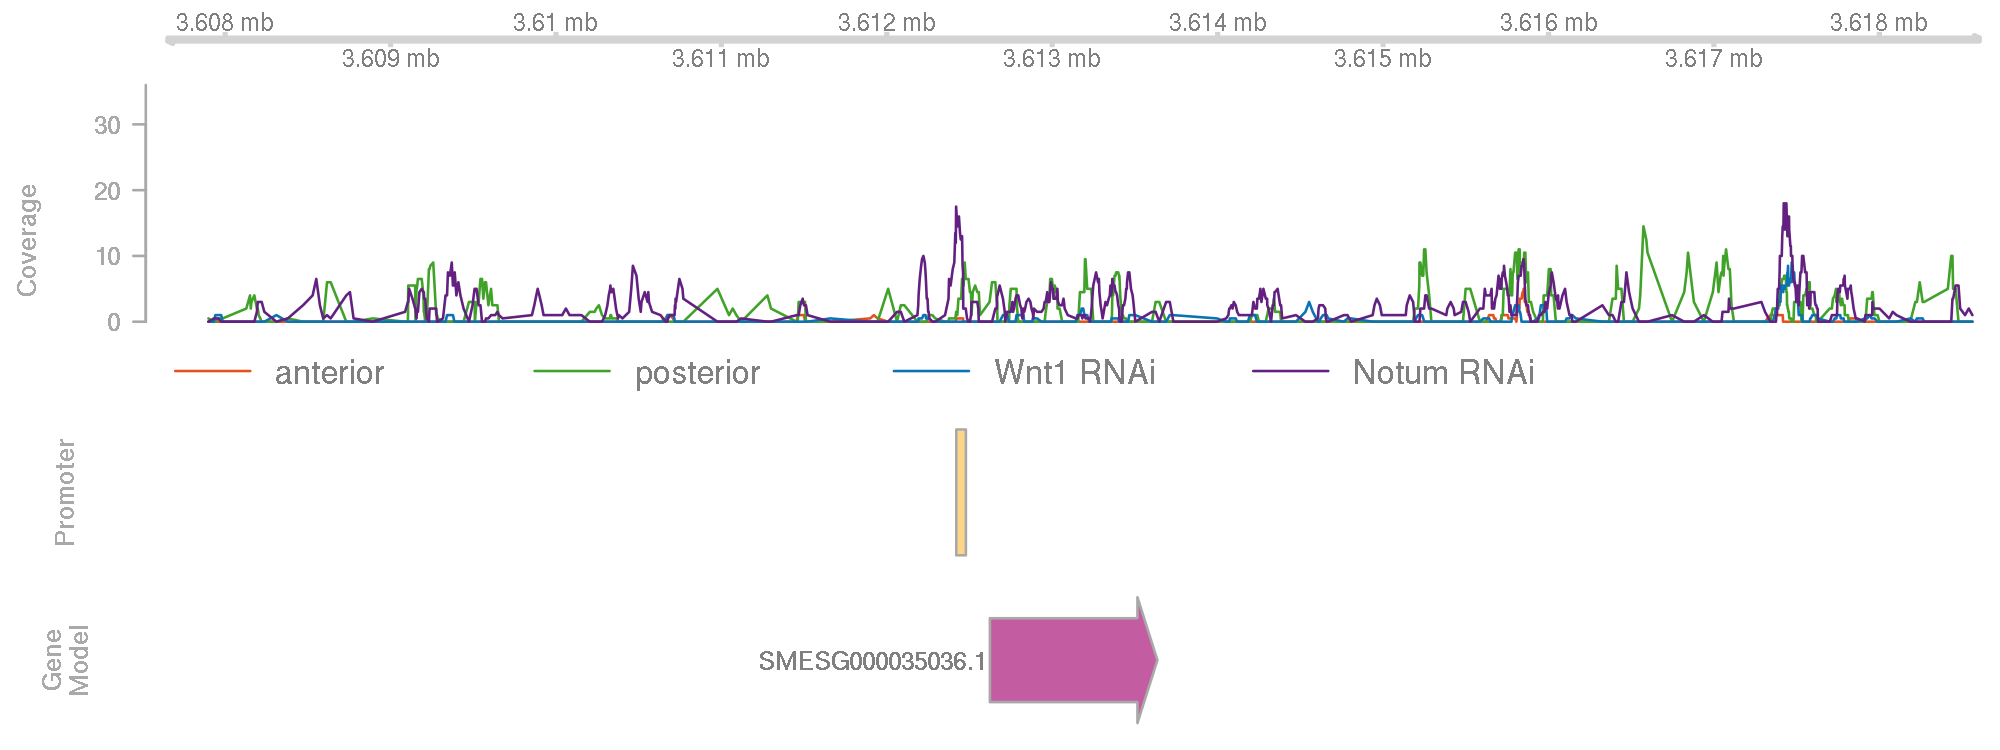 3.608 mb 3.61 mb 3.612 mb 3.614 mb 3.616 mb 3.618 mb
3.609 mb 3.611 mb 3.613 mb 3.615 mb 3.617 mb
Coverage
30
20
10
0
anterior posterior Wnt1 RNAi Notum RNAi
Promoter
Gene
Model
SMESG000035036.1